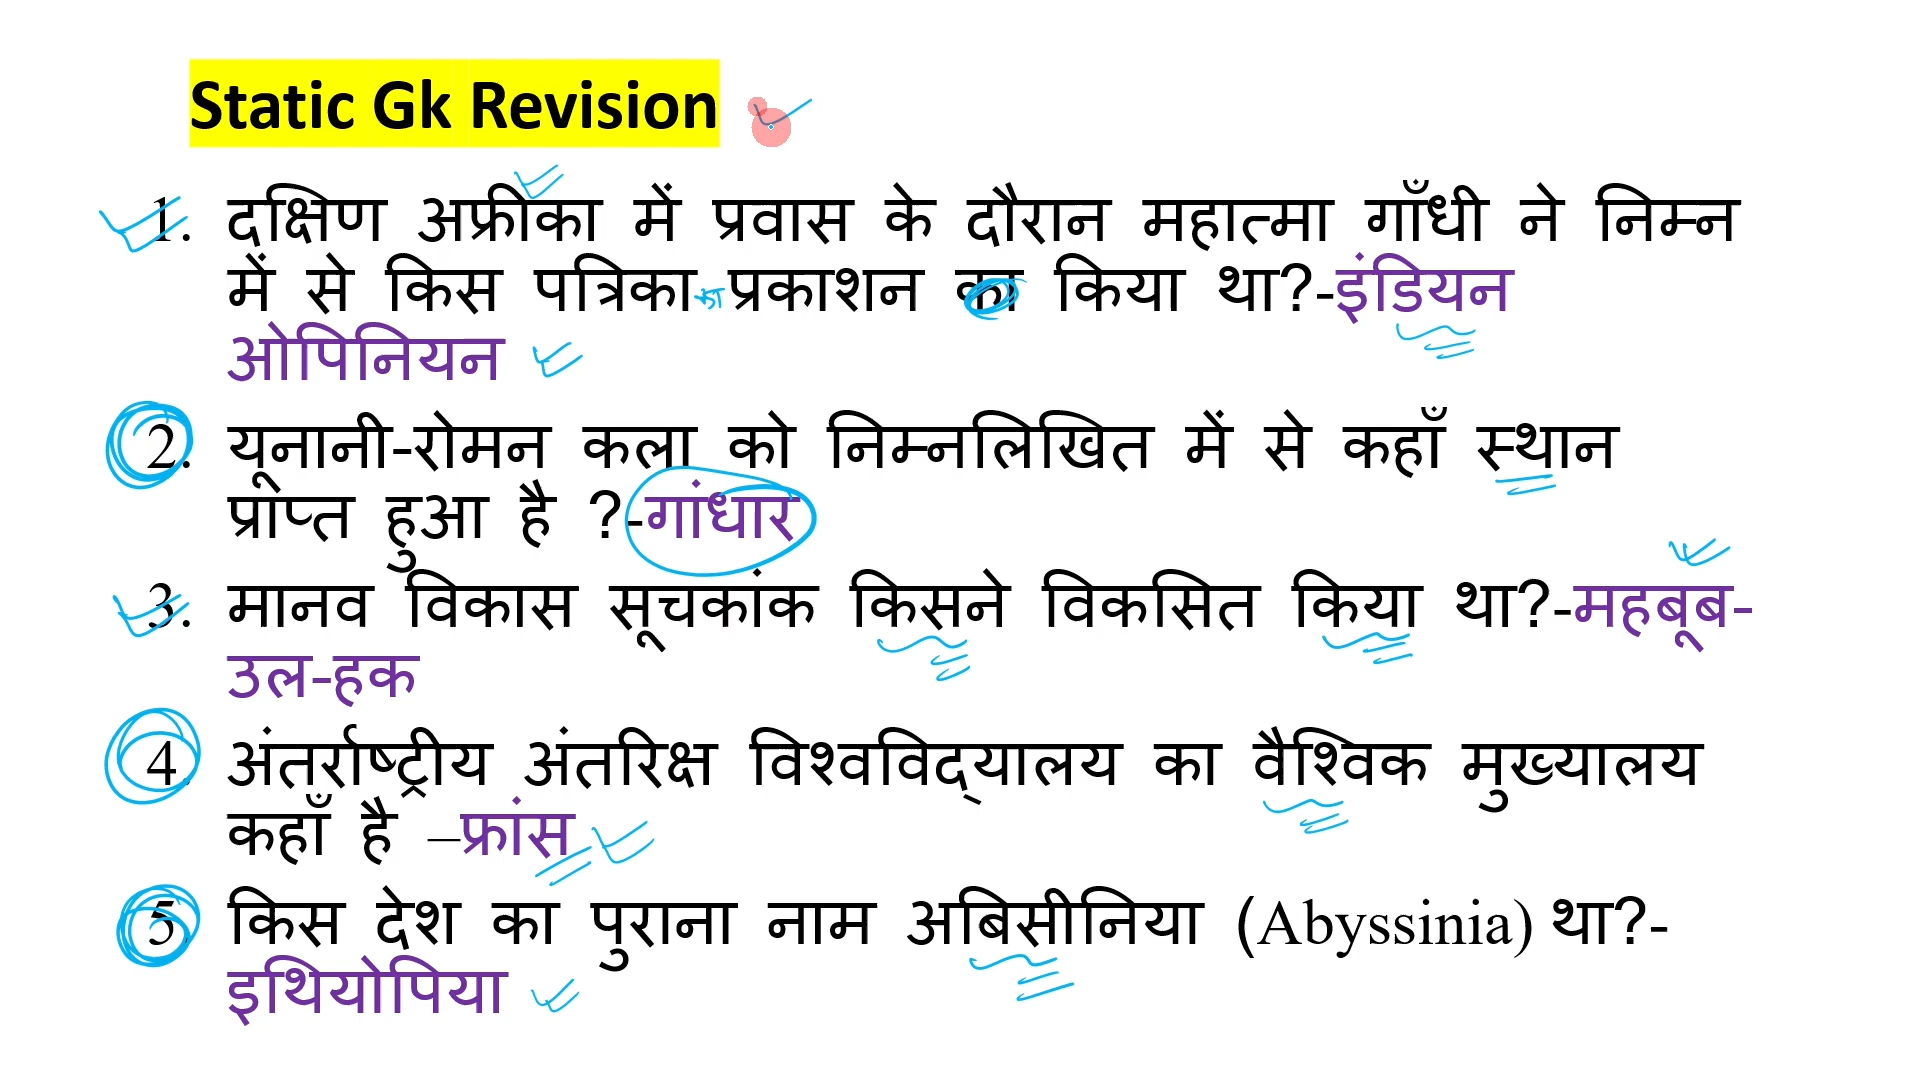 Static Gk Revision
1. दक्षिण अफ्रीका में प्रवास के दौरान महात्मा गाँधी ने निम्न
में से किस पत्रिका का प्रकाशन का किया था?-इंडियन
ओपिनियन
2. यूनानी-रोमन कला को निम्नलिखित में से कहाँ स्थान
प्राप्त हुआ है ?-गांधार
3. मानव विकास सूचकांक किसने विकसित किया था?-महबूब-
उल-हक
4. अंतर्राष्ट्रीय अंतरिक्ष विश्वविद्यालय का वैश्विक मुख्यालय
कहाँ है –फ्रांस
5. किस देश का पुराना नाम अबिसीनिया (Abyssinia) था?-
इथियोपिया